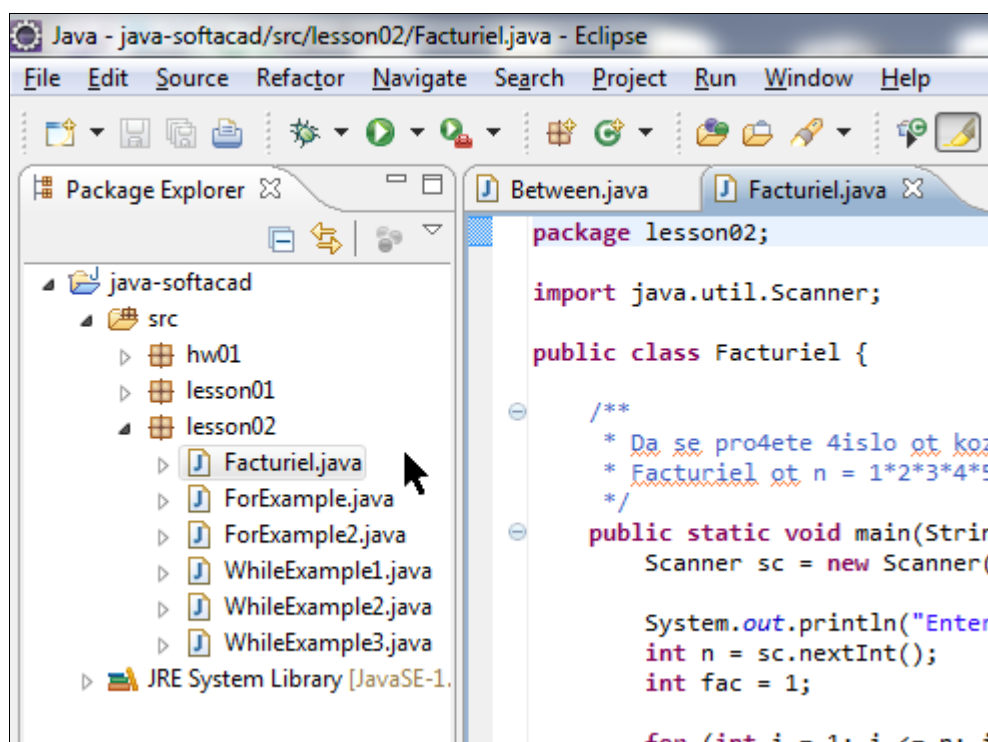 Java - java-softacad/src/lesson02/Facturiel.java - Eclipse
File Edit Source Refactor Navigate Search Project Run Window Help
Package Explorer
Between.java Facturiel.java
java-softacad
src
hw01
lesson01
lesson02
Facturiel.java
ForExample.java
ForExample2.java
WhileExample1.java
WhileExample2.java
WhileExample3.java
JRE System Library [JavaSE-1.
package lesson02;
import java.util.Scanner;
public class Facturiel {
/**
* Da se pro4ete 4islo ot koz
* Facturiel ot n = 1*2*3*4*5
*/
public static void main(Strin
Scanner sc = new Scanner(
System.out.println("Enter
int n = sc.nextInt();
int fac = 1;
for (int i = 1; i <= n; i